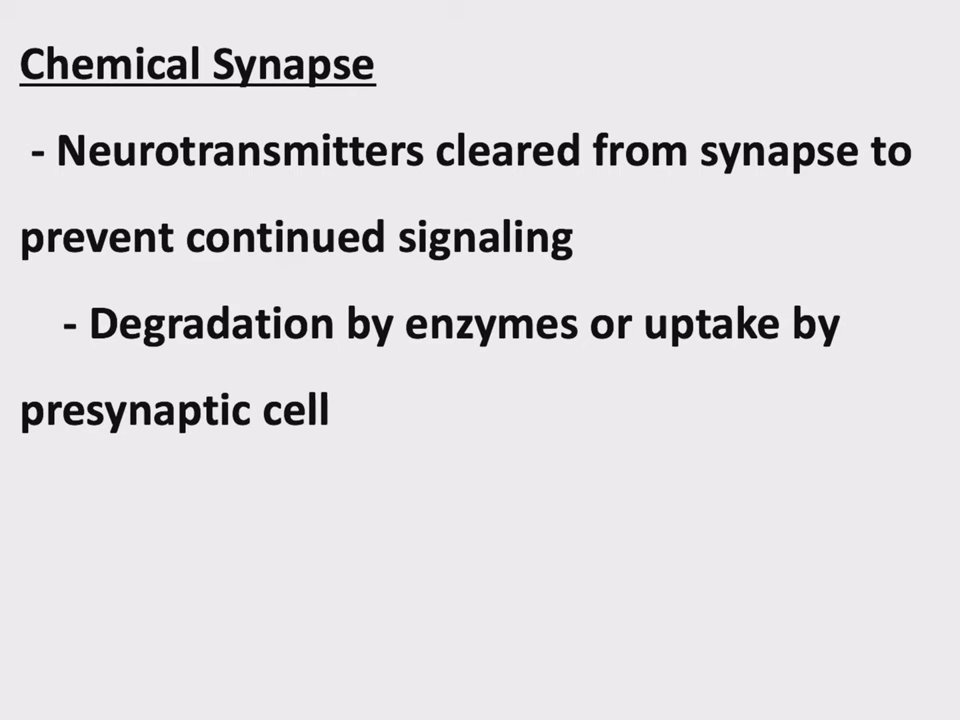 Chemical Synapse
- Neurotransmitters cleared from synapse to
prevent continued signaling
- Degradation by enzymes or uptake by
presynaptic cell